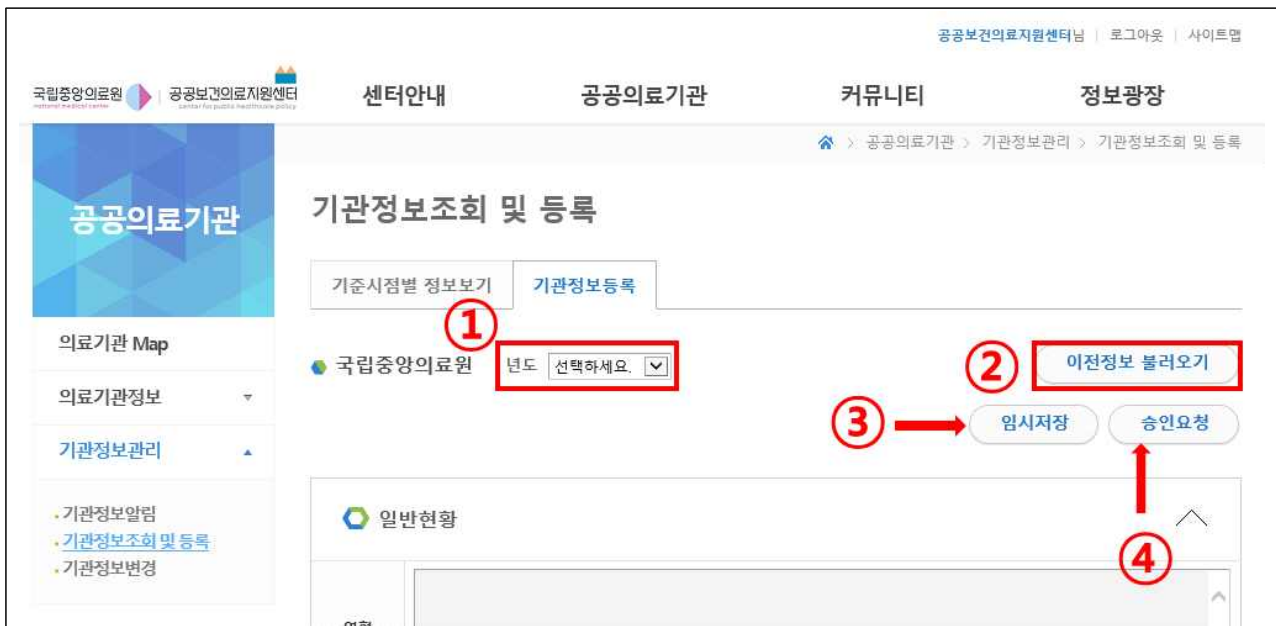 공공보건의료지원센터님 | 로그아웃 | 사이트맵
국립중앙의료원 | 공공보건의료지원센터
national medical center center for public healthcare policy
센터안내 공공의료기관 커뮤니티 정보광장
> 공공의료기관 > 기관정보관리 > 기관정보조회 및 등록
공공의료기관
기관정보조회 및 등록
기준시점별 정보보기 기관정보등록
의료기관 Map
의료기관정보
기관정보관리
기관정보알림
기관정보조회 및 등록
기관정보변경
①
국립중앙의료원 년도 선택하세요.
② 이전정보 불러오기
③ 임시저장 승인요청
④
일반현황